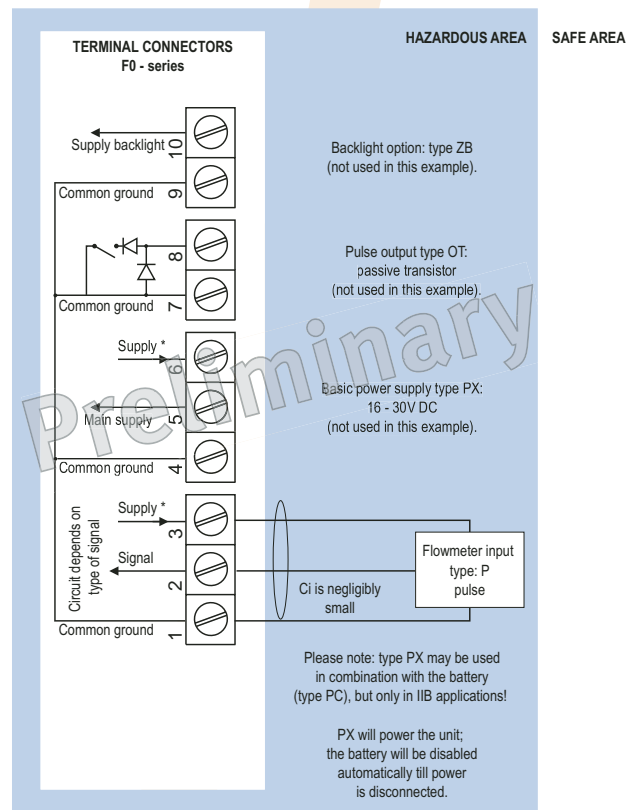 HAZARDOUS AREA
SAFE AREA
TERMINAL CONNECTORS
F0 - series
Supply backlight
10
Backlight option: type ZB
(not used in this example).
Common ground
9
8
Pulse output type OT:
passive transistor
(not used in this example).
Common ground
7
Supply *
6
Preliminary
Basic power supply type PX:
16 - 30V DC
(not used in this example).
Main supply
5
Common ground
4
Circuit depends on
type of signal
Supply *
3
Signal
2
Ci is negligibly
small
Flowmeter input
type: P
pulse
Common ground
1
Please note: type PX may be used
in combination with the battery
(type PC), but only in IIB applications!
PX will power the unit;
the battery will be disabled
automatically till power
is disconnected.